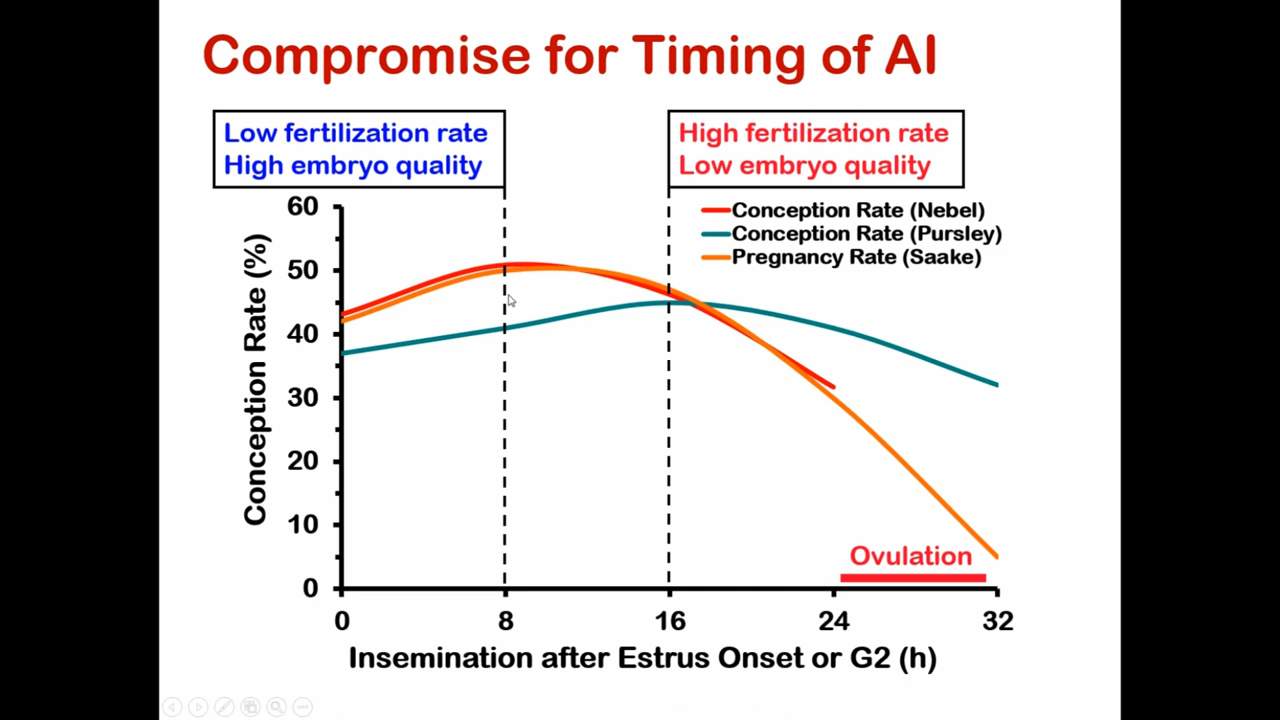 Compromise for Timing of AI
Low fertilization rate
High embryo quality
High fertilization rate
Low embryo quality
Conception Rate (Nebel)
Conception Rate (Pursley)
Pregnancy Rate (Saake)
Conception Rate (%)
60
50
40
30
20
10
0
Ovulation
0 8 16 24 32
Insemination after Estrus Onset or G2 (h)